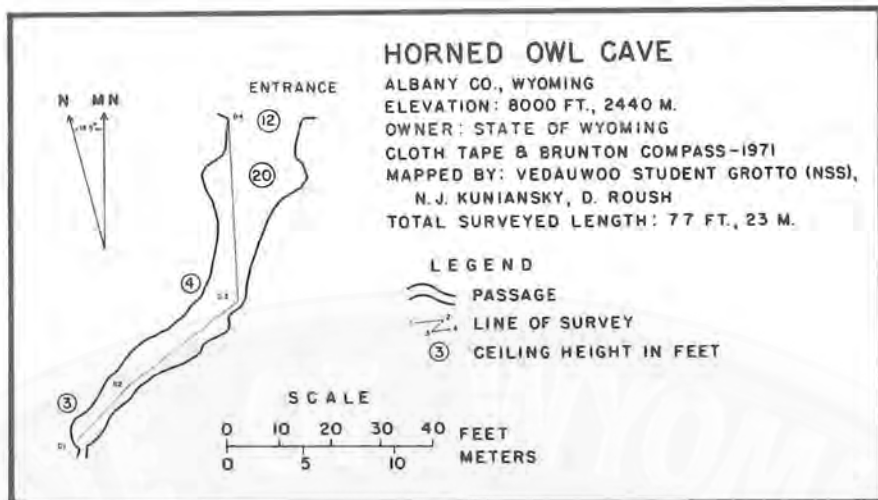 HORNED OWL CAVE
ALBANY CO., WYOMING
ELEVATION: 8000 FT., 2440 M.
OWNER: STATE OF WYOMING
CLOTH TAPE & BRUNTON COMPASS-1971
MAPPED BY: VEDAUWOO STUDENT GROTTO (NSS),
N.J. KUNIANSKY, D. ROUSH
TOTAL SURVEYED LENGTH: 77 FT., 23 M.
N MN
ENTRANCE
12
20
4
3
LEGEND
PASSAGE
LINE OF SURVEY
3 CEILING HEIGHT IN FEET
SCALE
0 10 20 30 40 FEET
0 5 10 METERS